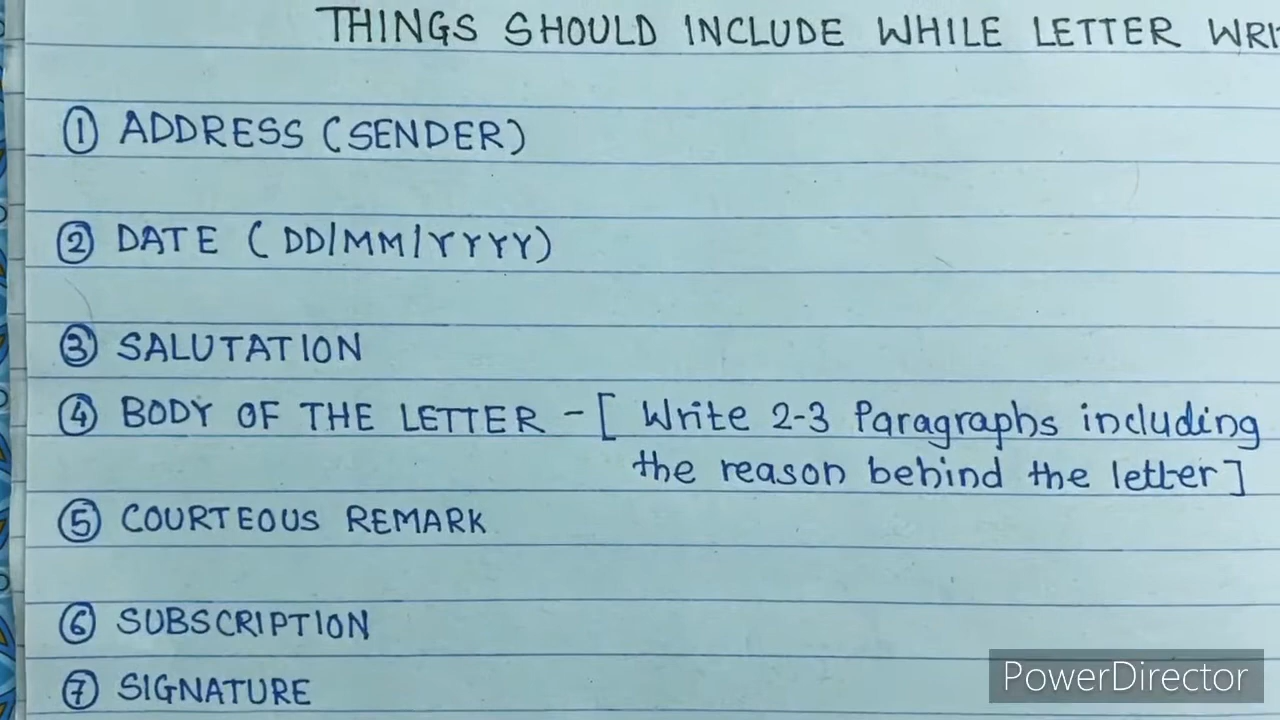 THINGS SHOULD INCLUDE WHILE LETTER WRI
① ADDRESS (SENDER)
② DATE (DD/MM/YYYY)
③ SALUTATION
④ BODY OF THE LETTER - [ Write 2-3 Paragraphs including
the reason behind the letter]
⑤ COURTEOUS REMARK
⑥ SUBSCRIPTION
⑦ SIGNATURE
PowerDirector